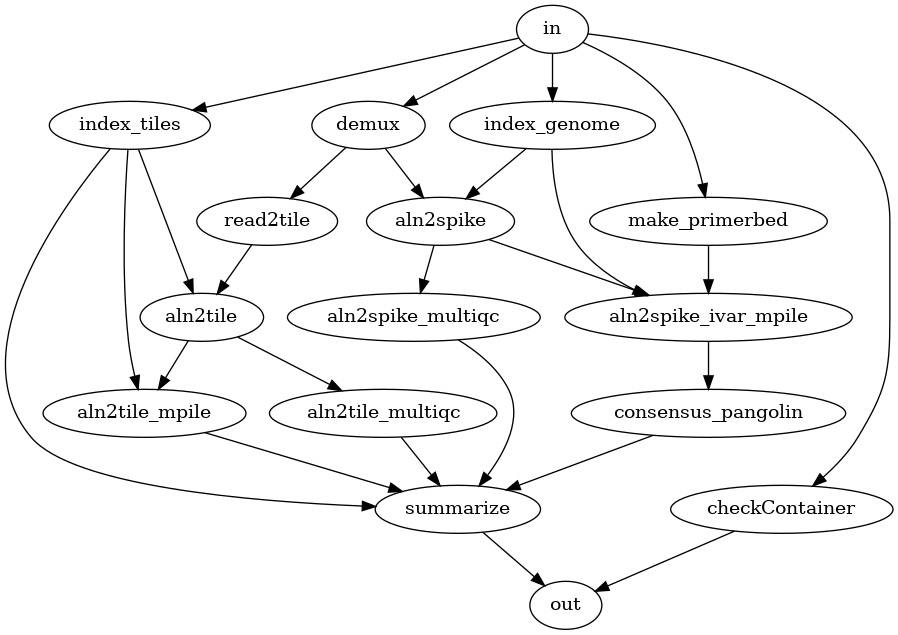 in
index_tiles
demux
index_genome
read2tile
aln2spike
make_primerbed
aln2tile
aln2spike_multiqc
aln2spike_ivar_mpile
aln2tile_mpile
aln2tile_multiqc
consensus_pangolin
summarize
checkContainer
out